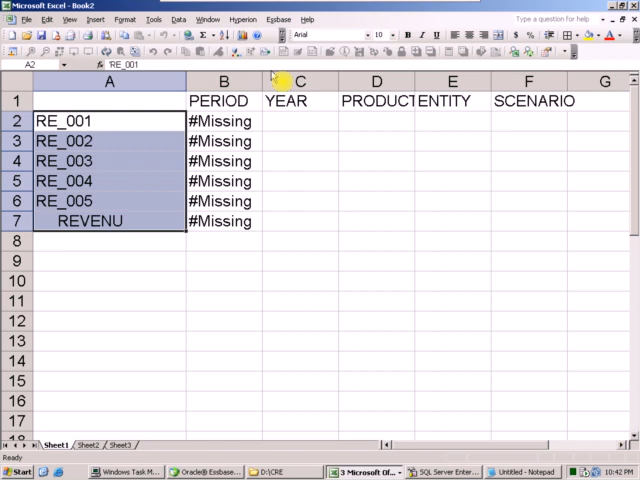 Microsoft Excel - Book2
File Edit View Insert Format Tools Data Window Hyperion Essbase Help Type a question for help
Arial 10 B I U $ %
A2 fx 'RE_001
A B C D E F G
1 PERIOD YEAR PRODUCT ENTITY SCENARIO
2 RE_001 #Missing
3 RE_002 #Missing
4 RE_003 #Missing
5 RE_004 #Missing
6 RE_005 #Missing
7 REVENU #Missing
8
9
10
11
12
13
14
15
16
17
18
Sheet1 Sheet2 Sheet3
Ready
Start Windows Task M... Oracle® Essbase... D:\CRE 3 Microsoft Of... SQL Server Enter... Untitled - Notepad 10:42 PM